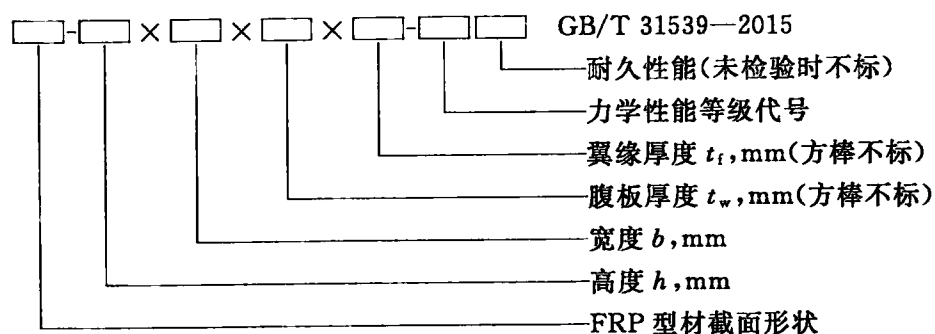 □-□×□×□×□-□□ GB/T 31539—2015
耐久性能(未检验时不标)
力学性能等级代号
翼缘厚度 tf,mm(方棒不标)
腹板厚度 tw,mm(方棒不标)
宽度 b,mm
高度 h,mm
FRP 型材截面形状